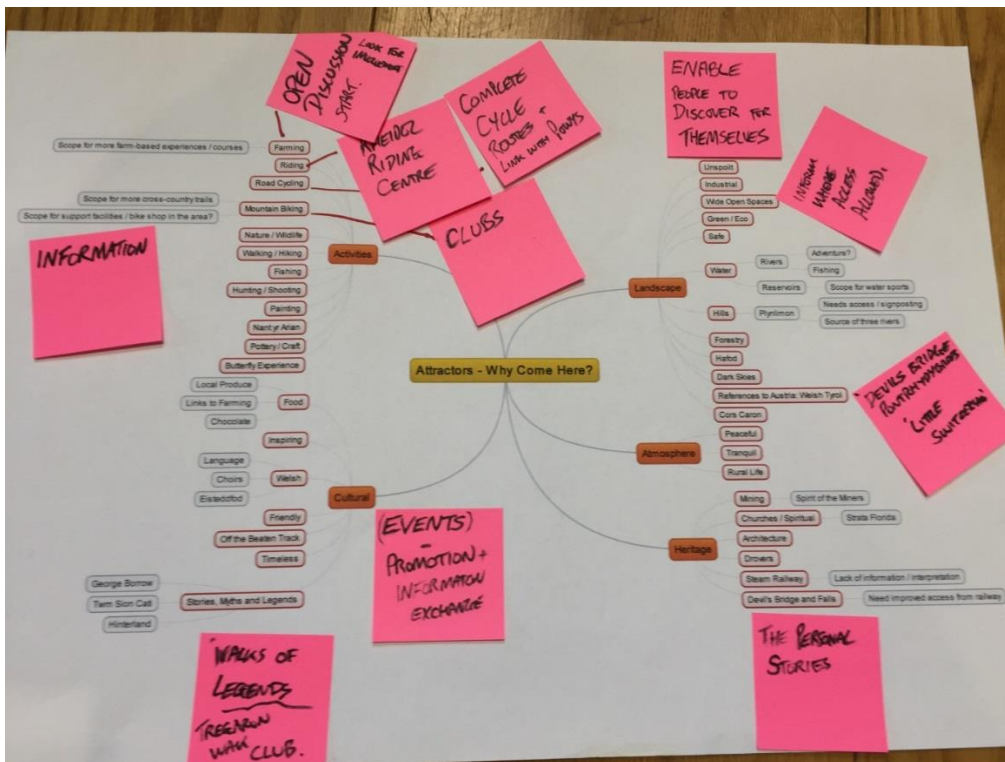 OPEN
DISCUSSION
START.
LOOK FOR
RHEIDOL
RIDING
CENTRE
COMPLETE
CYCLE
ROUTES +
LINK WITH POINTS
CLUBS
INFORMATION
ENABLE
PEOPLE TO
DISCOVER FOR
THEMSELVES
INFORM
WHERE
ACCESS
ALLOWED.
Scope for more farm-based experiences / courses
Farming
Riding
Road Cycling
Scope for more cross-country trails
Scope for support facilities / bike shop in the area?
Mountain Biking
Nature / Wildlife
Walking / Hiking
Fishing
Hunting / Shooting
Painting
Nant yr Arian
Pottery / Craft
Butterfly Experience
Activities
Local Produce
Links to Farming
Chocolate
Food
Inspiring
Language
Choirs
Eisteddfod
Welsh
Friendly
Off the Beaten Track
Timeless
George Borrow
Twm Sion Cati
Hinterland
Stories, Myths and Legends
Cultural
Attractors - Why Come Here?
Unspoilt
Industrial
Wide Open Spaces
Green / Eco
Safe
Water
Rivers
Adventure?
Fishing
Reservoirs
Scope for water sports
Hills
Plynlimon
Needs access / signposting
Source of three rivers
Forestry
Hafod
Dark Skies
References to Austria: Welsh Tyrol
Cors Caron
Landscape
Peaceful
Tranquil
Rural Life
Atmosphere
Mining
Spirit of the Miners
Churches / Spiritual
Strata Florida
Architecture
Drovers
Steam Railway
Lack of information / interpretation
Devil's Bridge and Falls
Need improved access from railway
Heritage
'DEVILS BRIDGE
'LITTLE
(EVENTS)
-
PROMOTION +
INFORMATION
EXCHANGE
'WALKS OF
LEGENDS
TREGARON
WALK CLUB.
THE PERSONAL
STORIES